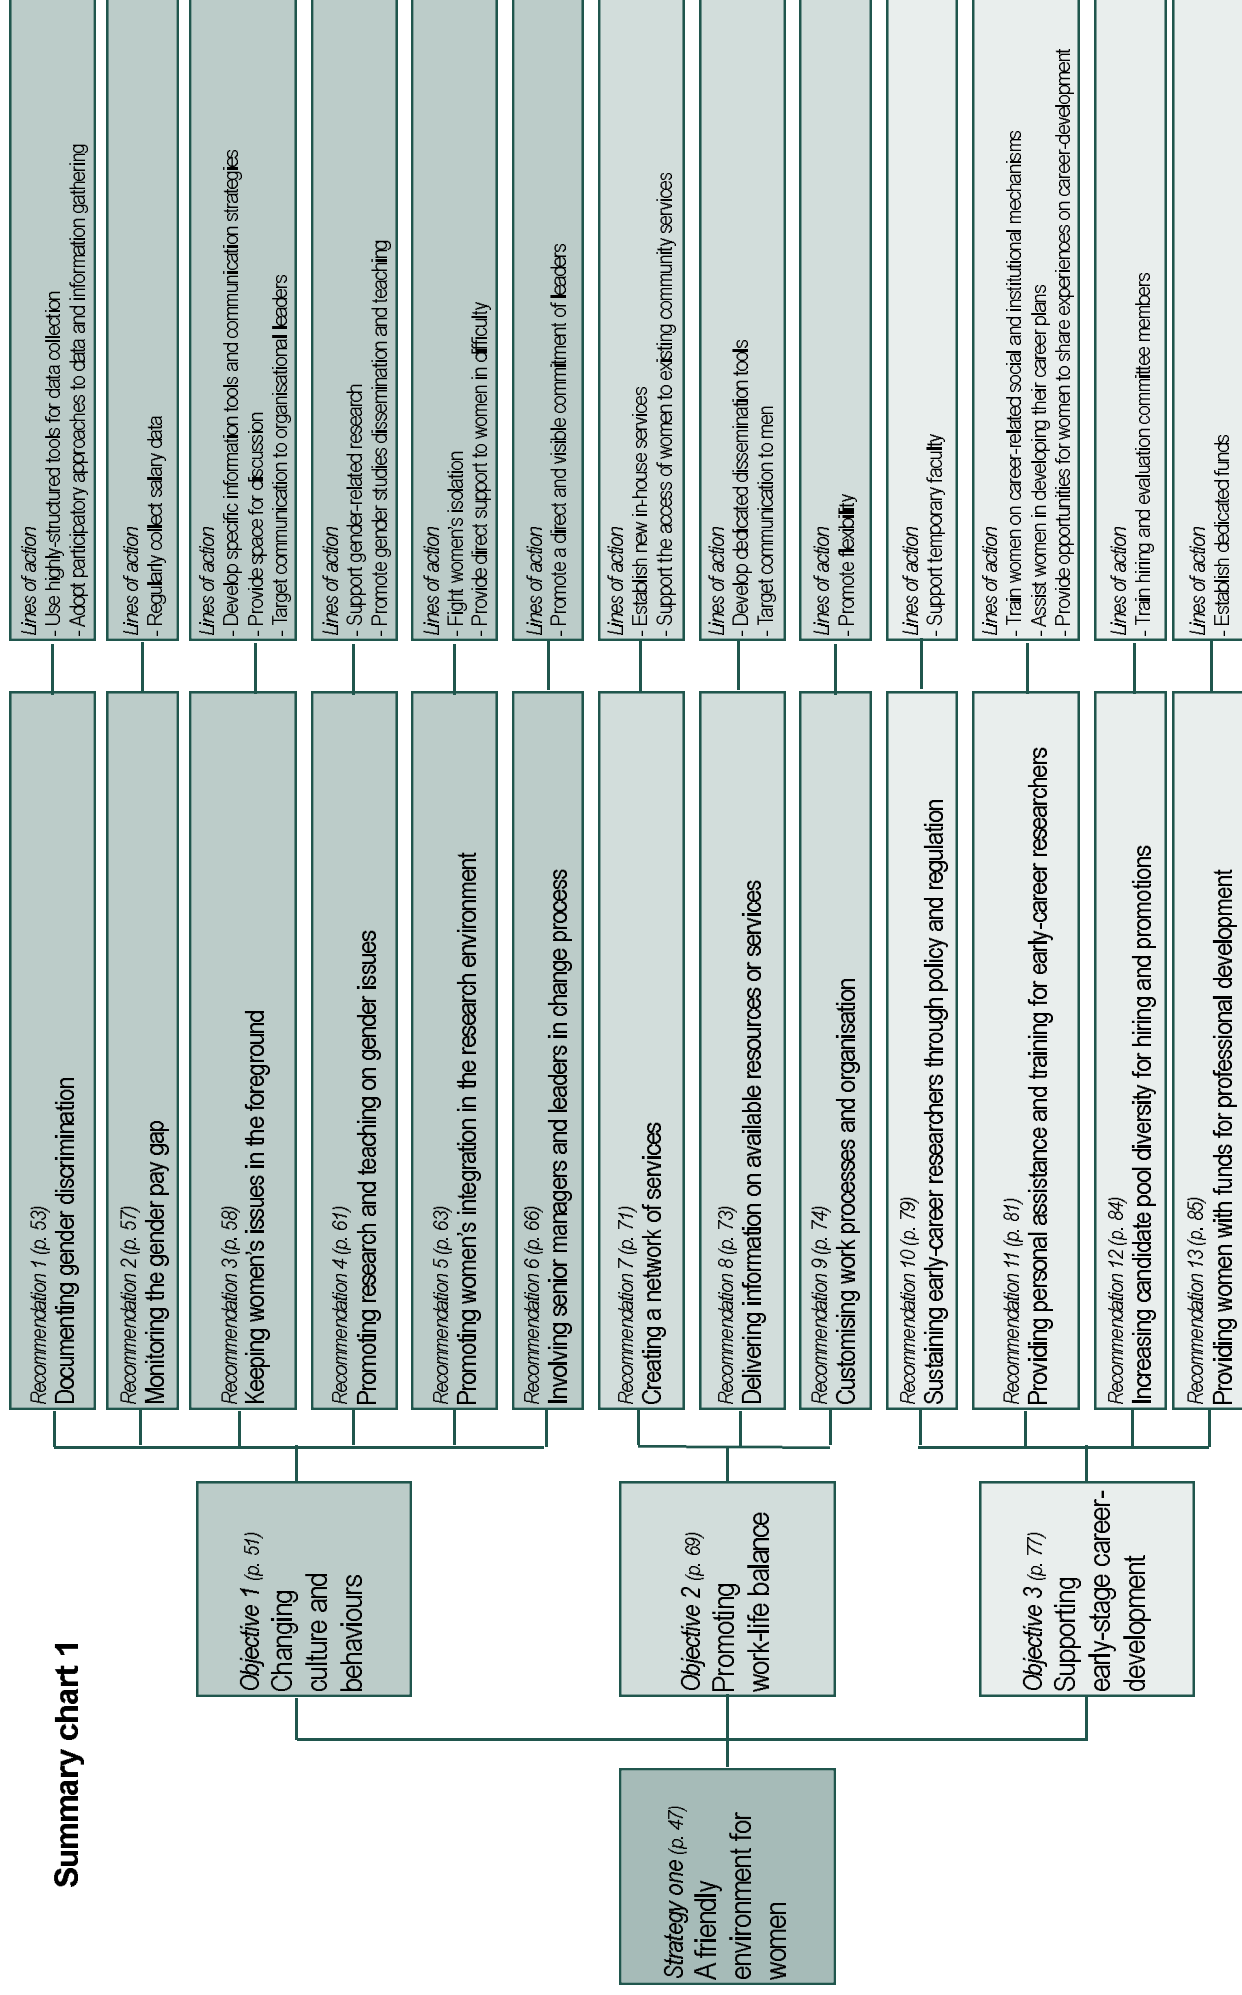 Summary chart 1
Strategy one (p. 47)
A friendly
environment for
women
Objective 1 (p. 51)
Changing
culture and
behaviours
Recommendation 1 (p. 53)
Documenting gender discrimination
Lines of action
- Use highly-structured tools for data collection
- Adopt participatory approaches to data and information gathering
Recommendation 2 (p. 57)
Monitoring the gender pay gap
Lines of action
- Regularly collect salary data
Recommendation 3 (p. 58)
Keeping women's issues in the foreground
Lines of action
- Develop specific information tools and communication strategies
- Provide space for discussion
- Target communication to organisational leaders
Recommendation 4 (p. 61)
Promoting research and teaching on gender issues
Lines of action
- Support gender-related research
- Promote gender studies dissemination and teaching
Recommendation 5 (p. 63)
Promoting women's integration in the research environment
Lines of action
- Fight women's isolation
- Provide direct support to women in difficulty
Recommendation 6 (p. 66)
Involving senior managers and leaders in change process
Lines of action
- Promote a direct and visible commitment of leaders
Objective 2 (p. 69)
Promoting
work-life balance
Recommendation 7 (p. 71)
Creating a network of services
Lines of action
- Establish new in-house services
- Support the access of women to existing community services
Recommendation 8 (p. 73)
Delivering information on available resources or services
Lines of action
- Develop dedicated dissemination tools
- Target communication to men
Recommendation 9 (p. 74)
Customising work processes and organisation
Lines of action
- Promote flexibility
Objective 3 (p. 77)
Supporting
early-stage career-
development
Recommendation 10 (p. 79)
Sustaining early-career researchers through policy and regulation
Lines of action
- Support temporary faculty
Recommendation 11 (p. 81)
Providing personal assistance and training for early-career researchers
Lines of action
- Train women on career-related social and institutional mechanisms
- Assist women in developing their career plans
- Provide opportunities for women to share experiences on career-development
Recommendation 12 (p. 84)
Increasing candidate pool diversity for hiring and promotions
Lines of action
- Train hiring and evaluation committee members
Recommendation 13 (p. 85)
Providing women with funds for professional development
Lines of action
- Establish dedicated funds